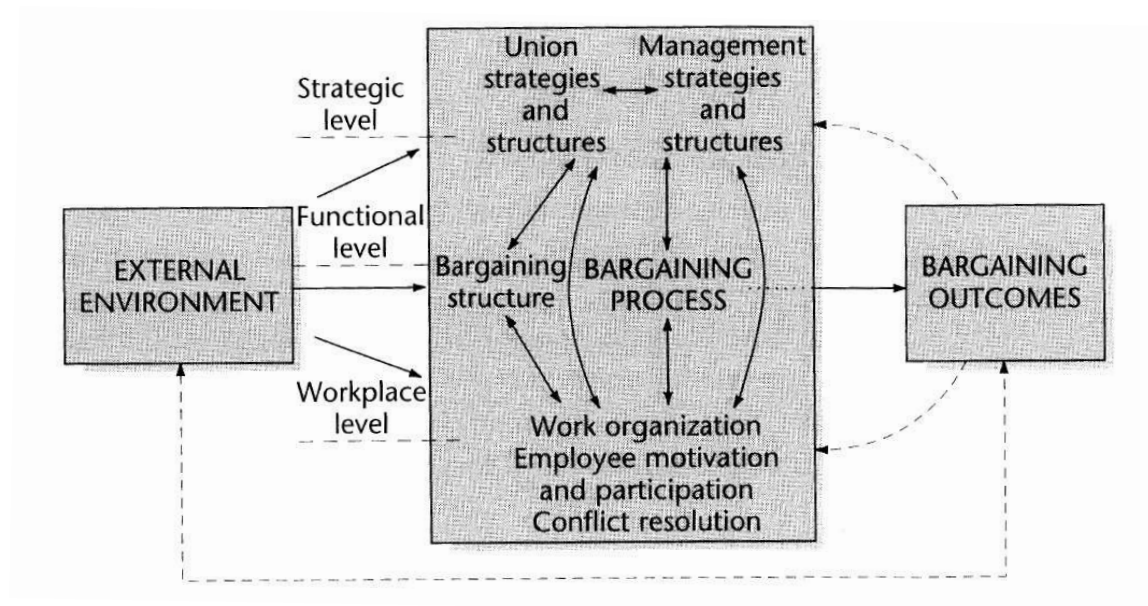 Union
strategies
and
structures
Management
strategies
and
structures
Strategic
level
Functional
level
EXTERNAL
ENVIRONMENT
Bargaining
structure
BARGAINING
PROCESS
BARGAINING
OUTCOMES
Workplace
level
Work organization
Employee motivation
and participation
Conflict resolution